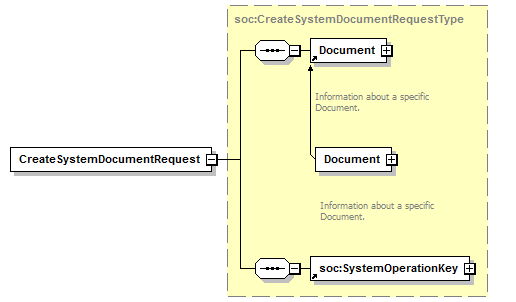 soc:CreateSystemDocumentRequestType
Document
Information about a specific
Document.
CreateSystemDocumentRequest
Document
Information about a specific
Document.
soc:SystemOperationKey